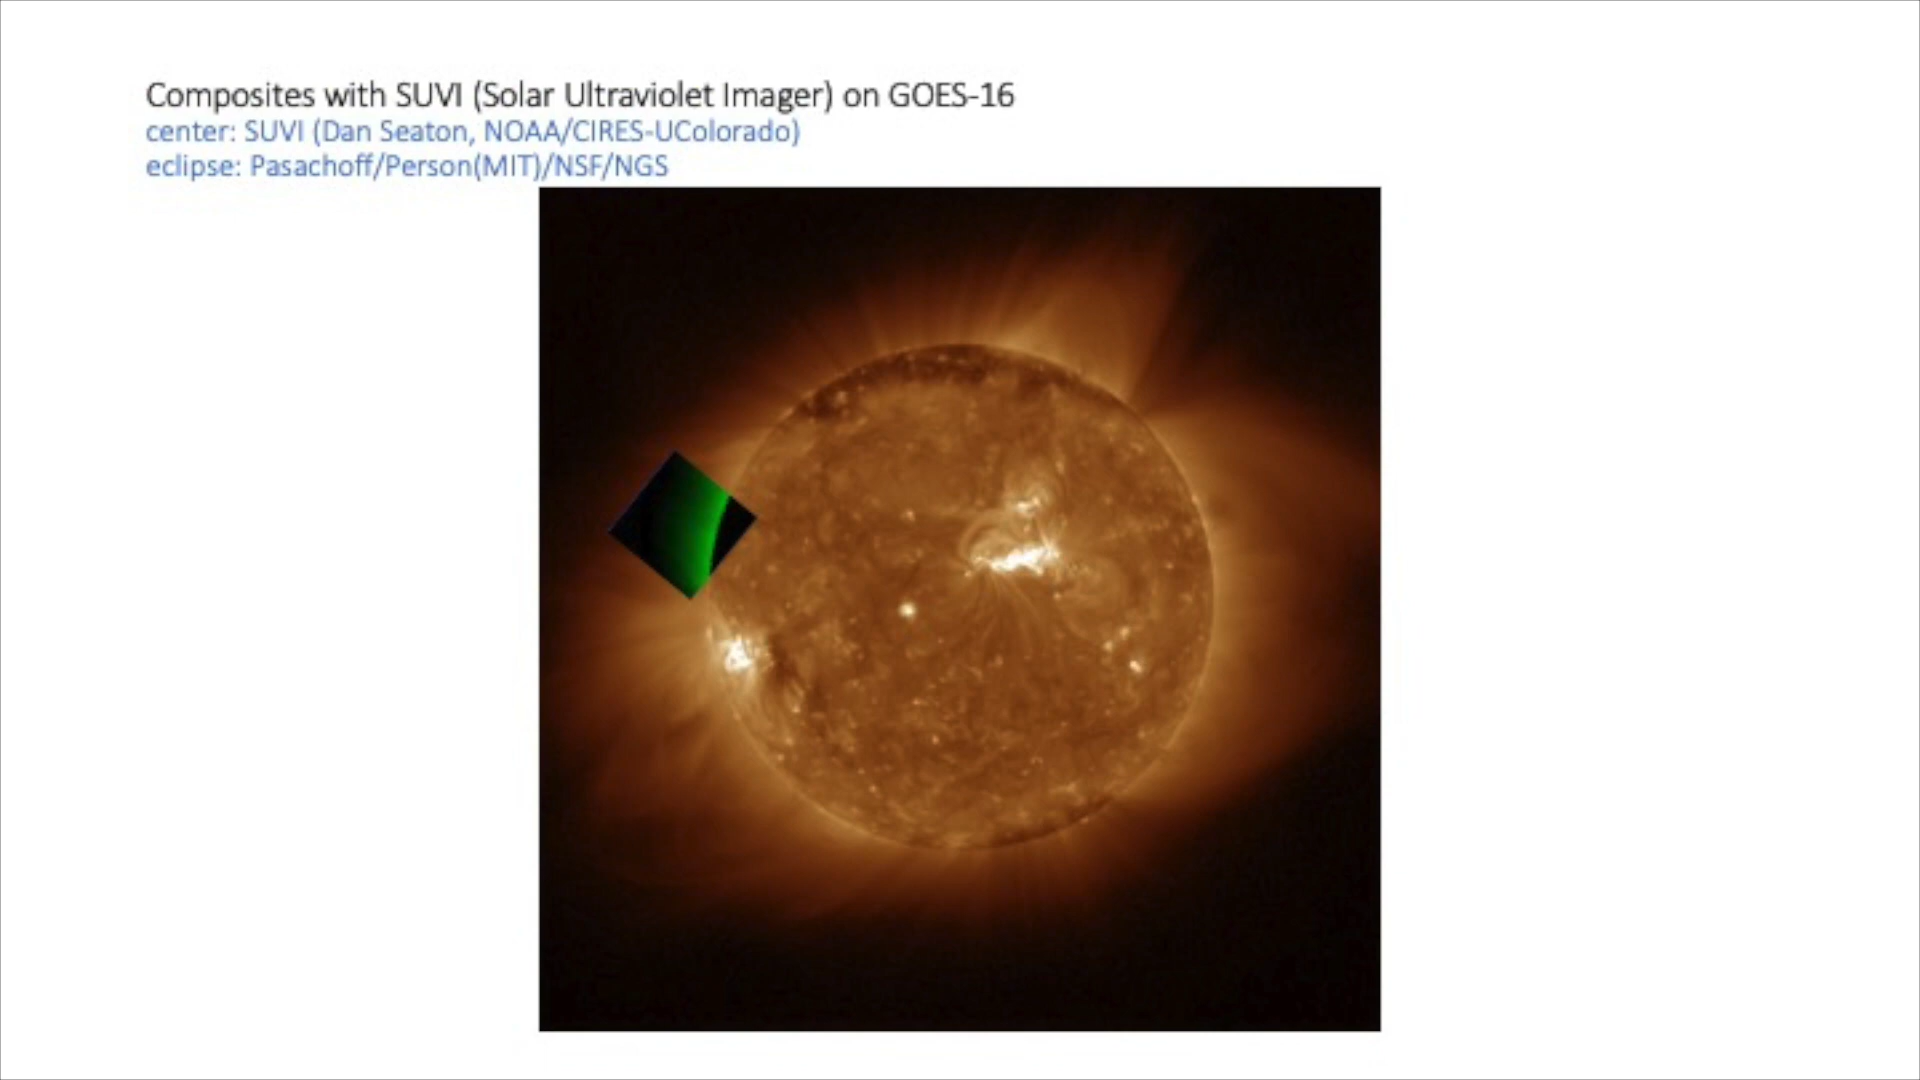 Composites with SUVI (Solar Ultraviolet Imager) on GOES-16
center: SUVI (Dan Seaton, NOAA/CIRES-UColorado)
eclipse: Pasachoff/Person(MIT)/NSF/NGS